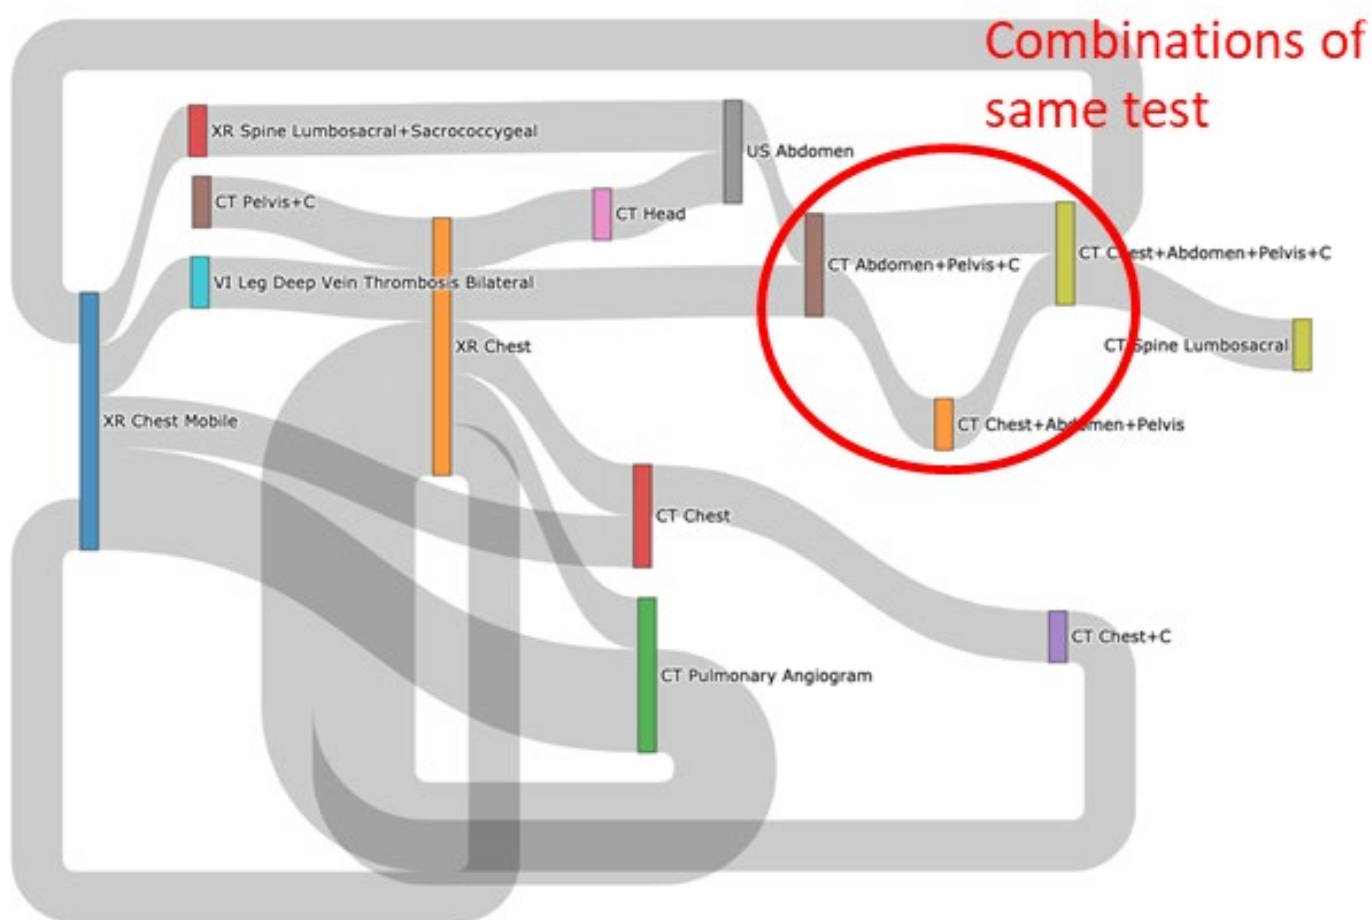 Combinations of
same test
XR Spine Lumbosacral+Sacrococcygeal
US Abdomen
CT Pelvis+C
CT Head
CT Abdomen+Pelvis+C
CT Chest+Abdomen+Pelvis+C
VI Leg Deep Vein Thrombosis Bilateral
XR Chest
CT Spine Lumbosacral
XR Chest Mobile
CT Chest+Abdomen+Pelvis
CT Chest
CT Chest+C
CT Pulmonary Angiogram